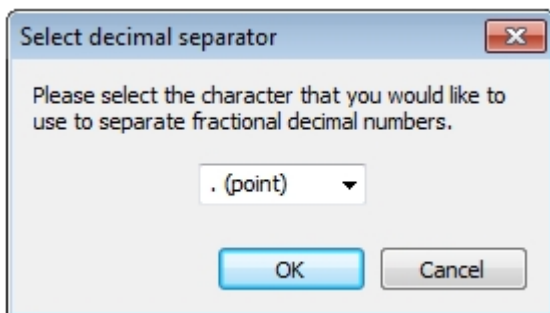 Select decimal separator
Please select the character that you would like to
use to separate fractional decimal numbers.
. (point)
OK
Cancel